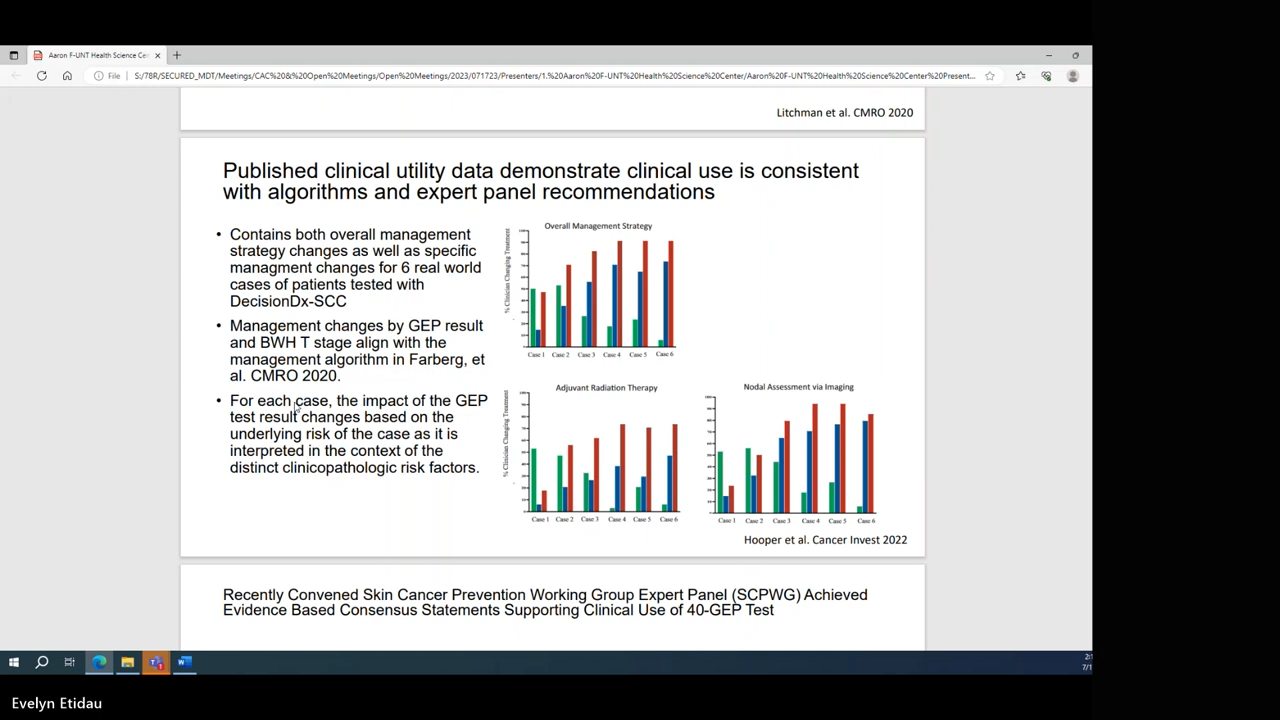 Aaron F-UNT Health Science Ce
File
S:/78R/SECURED_MDT/Meetings/CAC%20&%20Open%20Meetings/Open%20Meetings/2023/071723/Presenters/1.%20Aaron%20F-UNT%20Health%20Science%20Center/Aaron%20F-UNT%20Health%20Science%20Center%20Present...
Litchman et al. CMRO 2020
Published clinical utility data demonstrate clinical use is consistent
with algorithms and expert panel recommendations
• Contains both overall management
strategy changes as well as specific
managment changes for 6 real world
cases of patients tested with
DecisionDx-SCC
• Management changes by GEP result
and BWH T stage align with the
management algorithm in Farberg, et
al. CMRO 2020.
• For each case, the impact of the GEP
test result changes based on the
underlying risk of the case as it is
interpreted in the context of the
distinct clinicopathologic risk factors.
Overall Management Strategy
% Clinician Changing Treatment
Case 1 Case 2 Case 3 Case 4 Case 5 Case 6
Adjuvant Radiation Therapy
% Clinician Changing Treatment
Case 1 Case 2 Case 3 Case 4 Case 5 Case 6
Nodal Assessment via Imaging
Case 1 Case 2 Case 3 Case 4 Case 5 Case 6
Hooper et al. Cancer Invest 2022
Recently Convened Skin Cancer Prevention Working Group Expert Panel (SCPWG) Achieved
Evidence Based Consensus Statements Supporting Clinical Use of 40-GEP Test
Evelyn Etidau